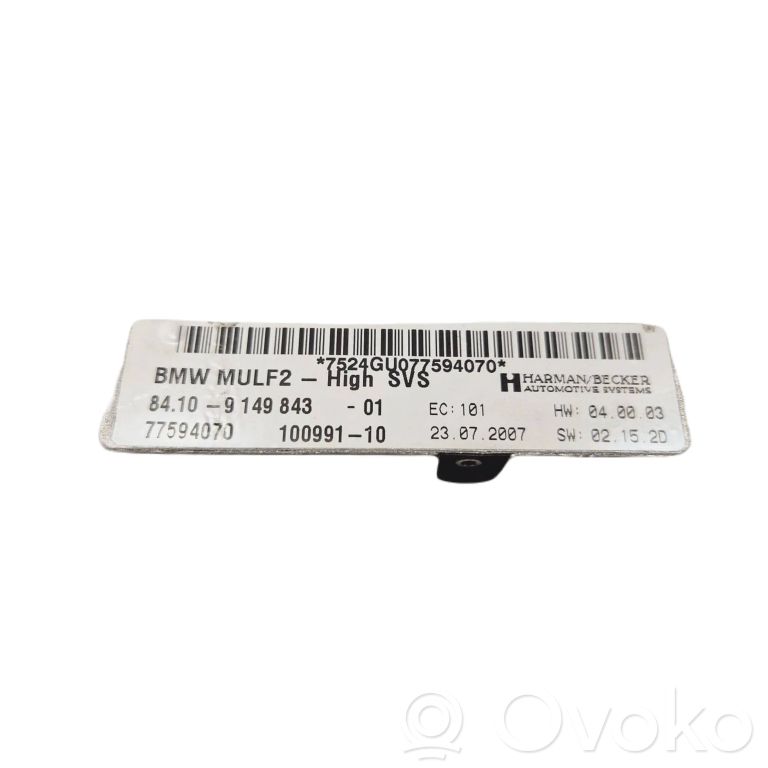 *7524GU077594070*
BMW MULF2 – High SVS
HARMAN/BECKER
AUTOMOTIVE SYSTEMS
84.10 – 9 149 843 - 01 EC: 101 HW: 04.00.03
77594070 100991-10 23.07.2007 SW: 02.15.2D
Ovoko